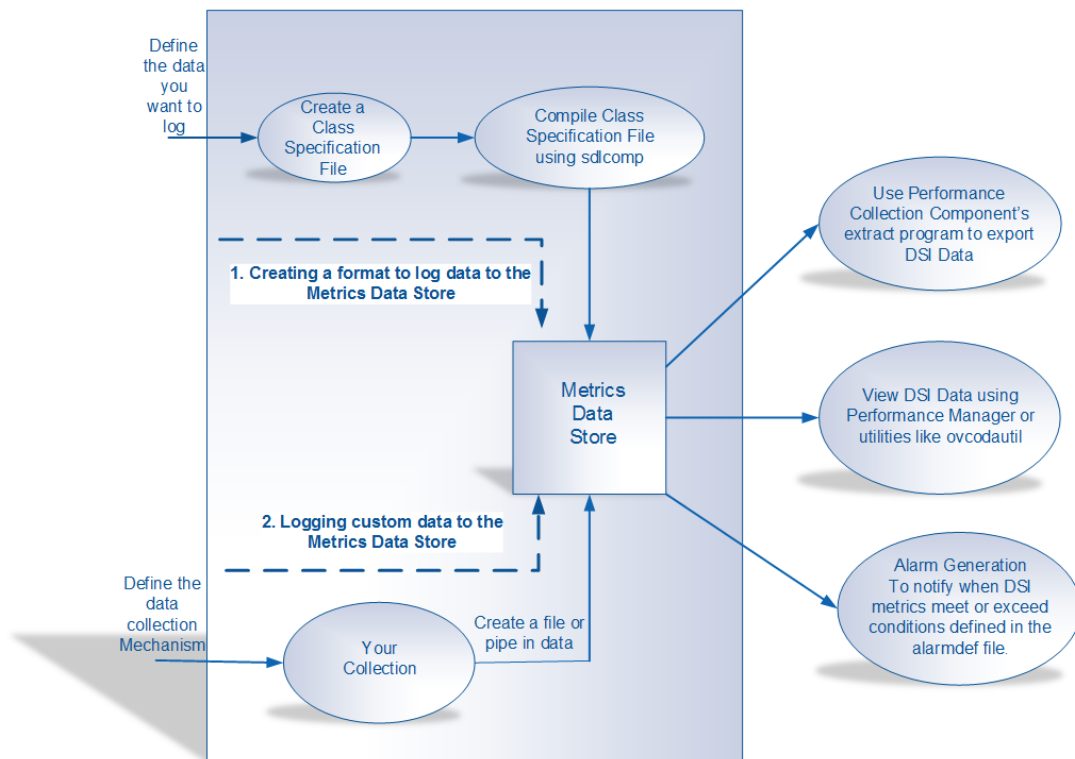 Define
the data
you
want to
log
Create a
Class
Specification
File
Compile Class
Specification File
using sdlcomp
Use Performance
Collection Component's
extract program to export
DSI Data
1. Creating a format to log data to the
Metrics Data Store
Metrics
Data
Store
View DSI Data using
Performance Manager or
utilities like ovcodautil
2. Logging custom data to the
Metrics Data Store
Define the
data
collection
Mechanism
Your
Collection
Create a file or
pipe in data
Alarm Generation
To notify when DSI
metrics meet or exceed
conditions defined in the
alarmdef file.